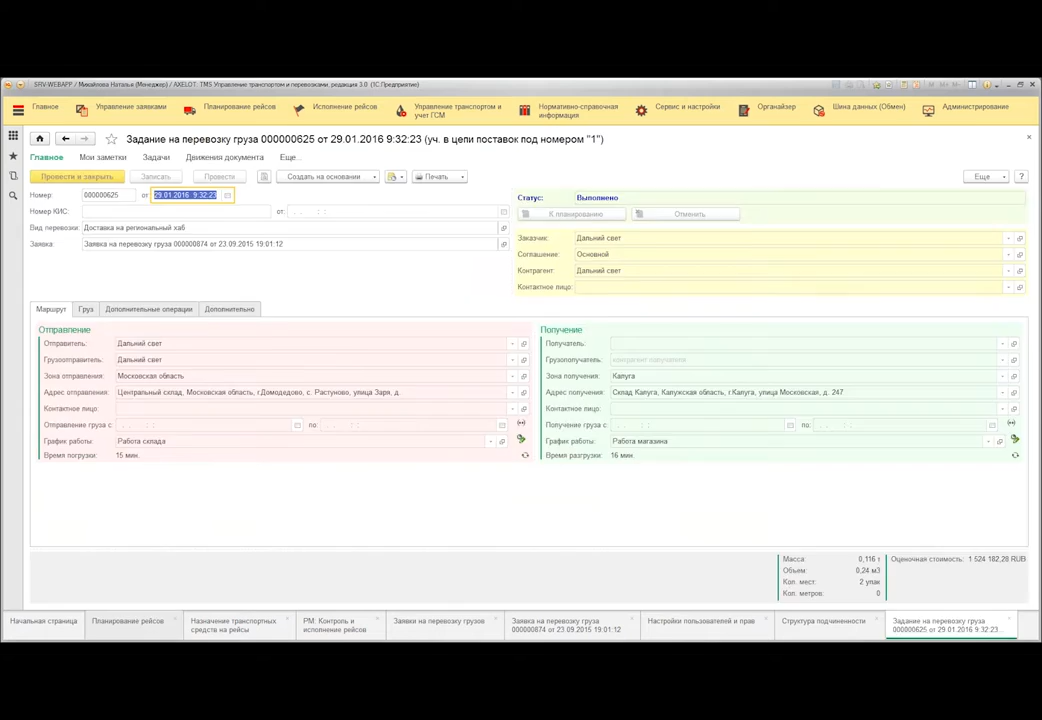 SRV-WEBAPP / Михайлова Наталья (Менеджер) / AXELOT: TMS Управление транспортом и перевозками, редакция 3.0 (1С:Предприятие)
Главное
Управление заявками
Планирование рейсов
Исполнение рейсов
Управление транспортом и учет ГСМ
Нормативно-справочная информация
Сервис и настройки
Органайзер
Шина данных (Обмен)
Администрирование
Задание на перевозку груза 000000625 от 29.01.2016 9:32:23 (уч. в цепи поставок под номером "1")
Главное Мои заметки Задачи Движения документа Еще...
Провести и закрыть Записать Провести Создать на основании Печать Еще ?
Номер: 000000625 от 29.01.2016 9:32:23
Номер КИС: от: . . : :
Вид перевозки: Доставка на региональный хаб
Заявка: Заявка на перевозку груза 000000874 от 23.09.2015 19:01:12
Статус: Выполнено
К планированию Отменить
Заказчик: Дальний свет
Соглашение: Основной
Контрагент: Дальний свет
Контактное лицо:
Маршрут Груз Дополнительные операции Дополнительно
Отправление
Отправитель: Дальний свет
Грузоотправитель: Дальний свет
Зона отправления: Московская область
Адрес отправления: Центральный склад, Московская область, г.Домодедово, с. Растуново, улица Заря, д.
Контактное лицо:
Отправление груза с: . . : : по: . . : :
График работы: Работа склада
Время погрузки: 15 мин.
Получение
Получатель:
Грузополучатель: контрагент получателя
Зона получения: Калуга
Адрес получения: Склад Калуга, Калужская область, г.Калуга, улица Московская, д. 247
Контактное лицо:
Получение груза с: . . : : по: . . : :
График работы: Работа магазина
Время разгрузки: 16 мин.
Масса: 0,116 т
Объем: 0,24 м3
Кол. мест: 2 упак
Кол. метров: 0
Оценочная стоимость: 1 524 182,28 RUB
Начальная страница
Планирование рейсов
Назначение транспортных
средств на рейсы
РМ: Контроль и
исполнение рейсов
Заявки на перевозку грузов
Заявка на перевозку груза
000000874 от 23.09.2015 19:01:12
Настройки пользователей и прав
Структура подчиненности
Задание на перевозку груза
000000625 от 29.01.2016 9:32:23...